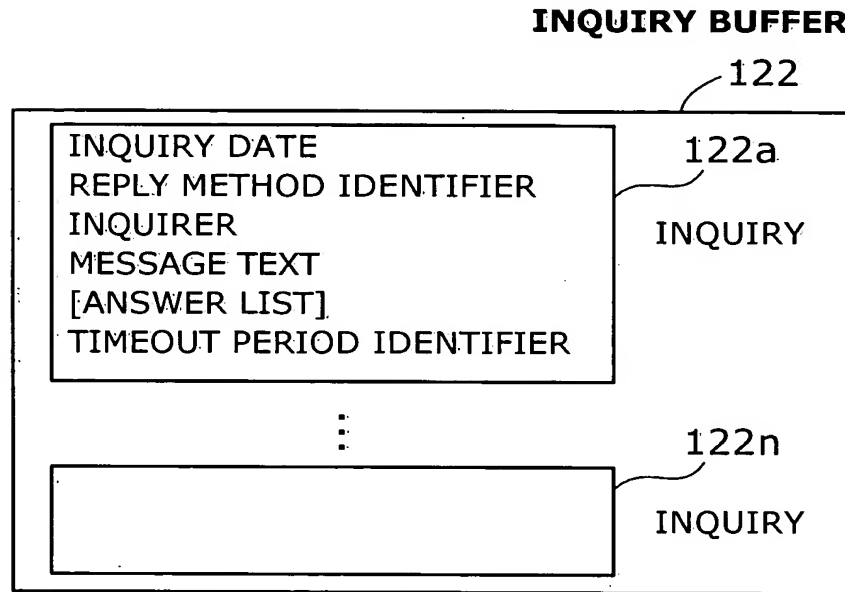 INQUIRY BUFFER
122
INQUIRY DATE
REPLY METHOD IDENTIFIER
INQUIRER
MESSAGE TEXT
[ANSWER LIST]
TIMEOUT PERIOD IDENTIFIER
122a
INQUIRY
122n
INQUIRY